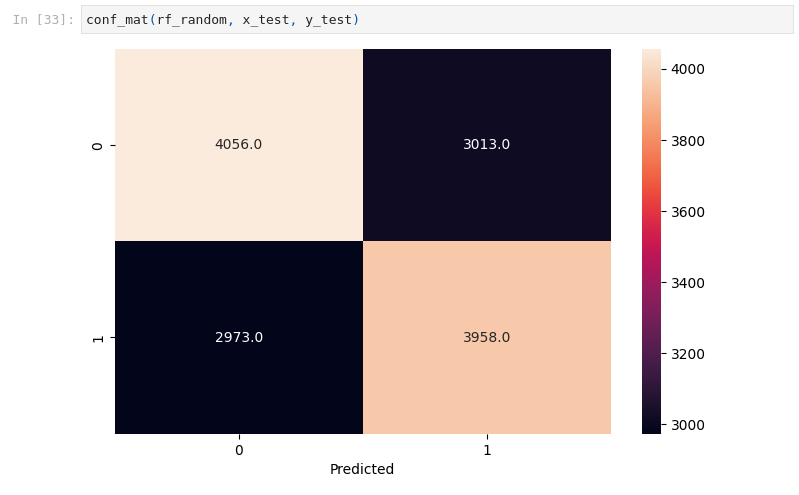 In [33]: conf_mat(rf_random, x_test, y_test)
4000
0 4056.0 3013.0
3800
3600
3400
1 2973.0 3958.0
3200
3000
0 1
Predicted